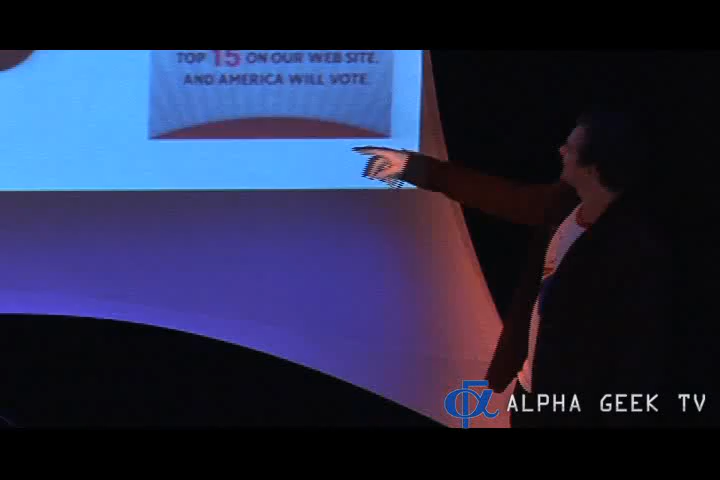 TOP 15 ON OUR WEB SITE,
AND AMERICA WILL VOTE.
ALPHA GEEK TV